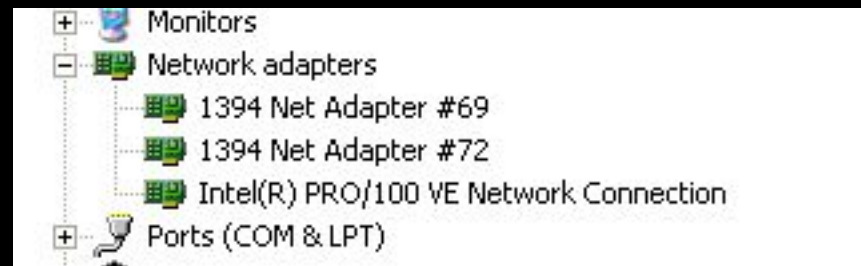 Monitors
Network adapters
1394 Net Adapter #69
1394 Net Adapter #72
Intel(R) PRO/100 VE Network Connection
Ports (COM & LPT)